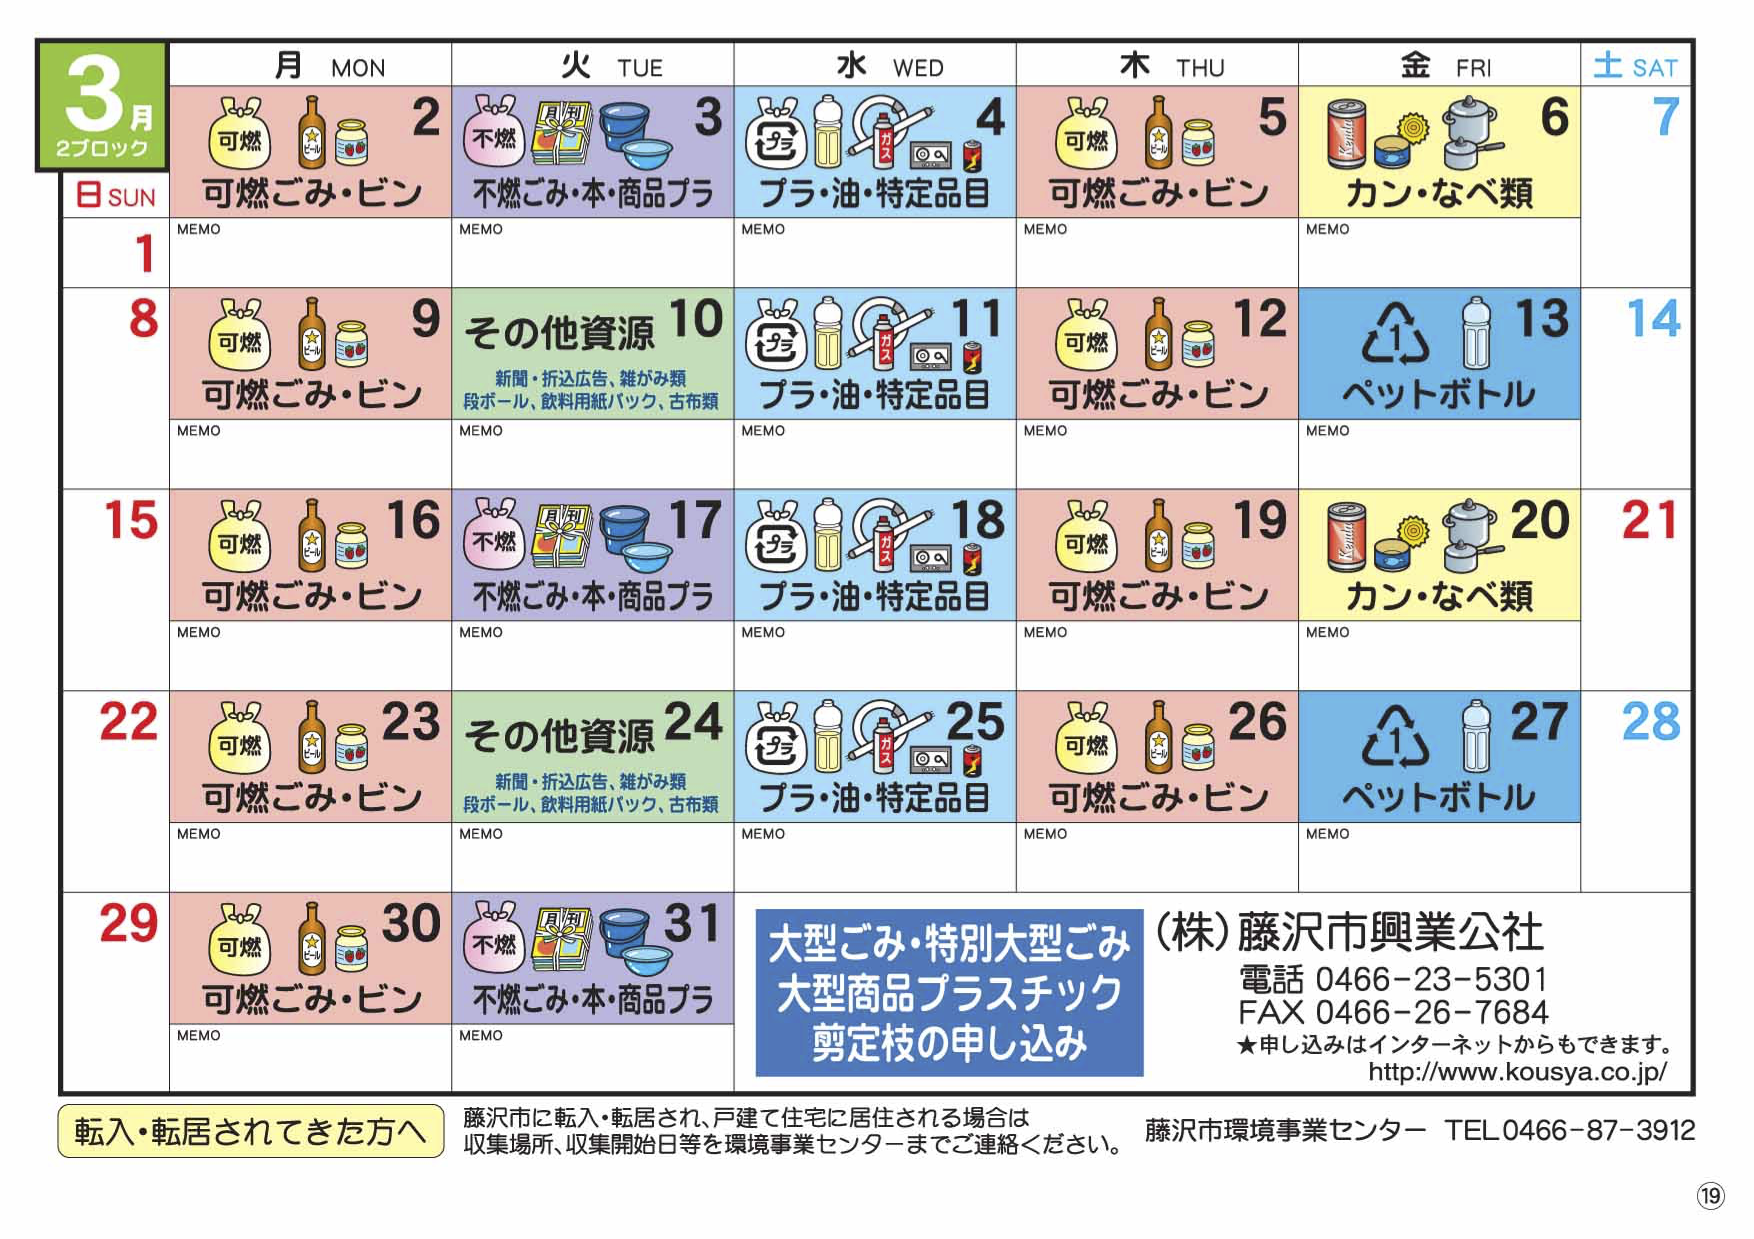 3月
2ブロック
月 MON
火 TUE
水 WED
木 THU
金 FRI
土 SAT
日 SUN
1
可燃
ビール
2
可燃ごみ・ビン
MEMO
不燃
月刊
3
不燃ごみ・本・商品プラ
MEMO
プラ
ガス
4
プラ・油・特定品目
MEMO
可燃
ビール
5
可燃ごみ・ビン
MEMO
6
カン・なべ類
MEMO
7
8
可燃
ビール
9
可燃ごみ・ビン
MEMO
その他資源 10
新聞・折込広告、雑がみ類
段ボール、飲料用紙パック、古布類
MEMO
プラ
ガス
11
プラ・油・特定品目
MEMO
可燃
ビール
12
可燃ごみ・ビン
MEMO
1
13
ペットボトル
MEMO
14
15
可燃
ビール
16
可燃ごみ・ビン
MEMO
不燃
月刊
17
不燃ごみ・本・商品プラ
MEMO
プラ
ガス
18
プラ・油・特定品目
MEMO
可燃
ビール
19
可燃ごみ・ビン
MEMO
20
カン・なべ類
MEMO
21
22
可燃
ビール
23
可燃ごみ・ビン
MEMO
その他資源 24
新聞・折込広告、雑がみ類
段ボール、飲料用紙パック、古布類
MEMO
プラ
ガス
25
プラ・油・特定品目
MEMO
可燃
ビール
26
可燃ごみ・ビン
MEMO
1
27
ペットボトル
MEMO
28
29
可燃
ビール
30
可燃ごみ・ビン
MEMO
不燃
月刊
31
不燃ごみ・本・商品プラ
MEMO
大型ごみ・特別大型ごみ
大型商品プラスチック
剪定枝の申し込み
（株）藤沢市興業公社
電話 0466−23−5301
FAX 0466−26−7684
★申し込みはインターネットからもできます。
http://www.kousya.co.jp/
転入・転居されてきた方へ
藤沢市に転入・転居され、戸建て住宅に居住される場合は
収集場所、収集開始日等を環境事業センターまでご連絡ください。
藤沢市環境事業センター TEL0466−87−3912
⑲